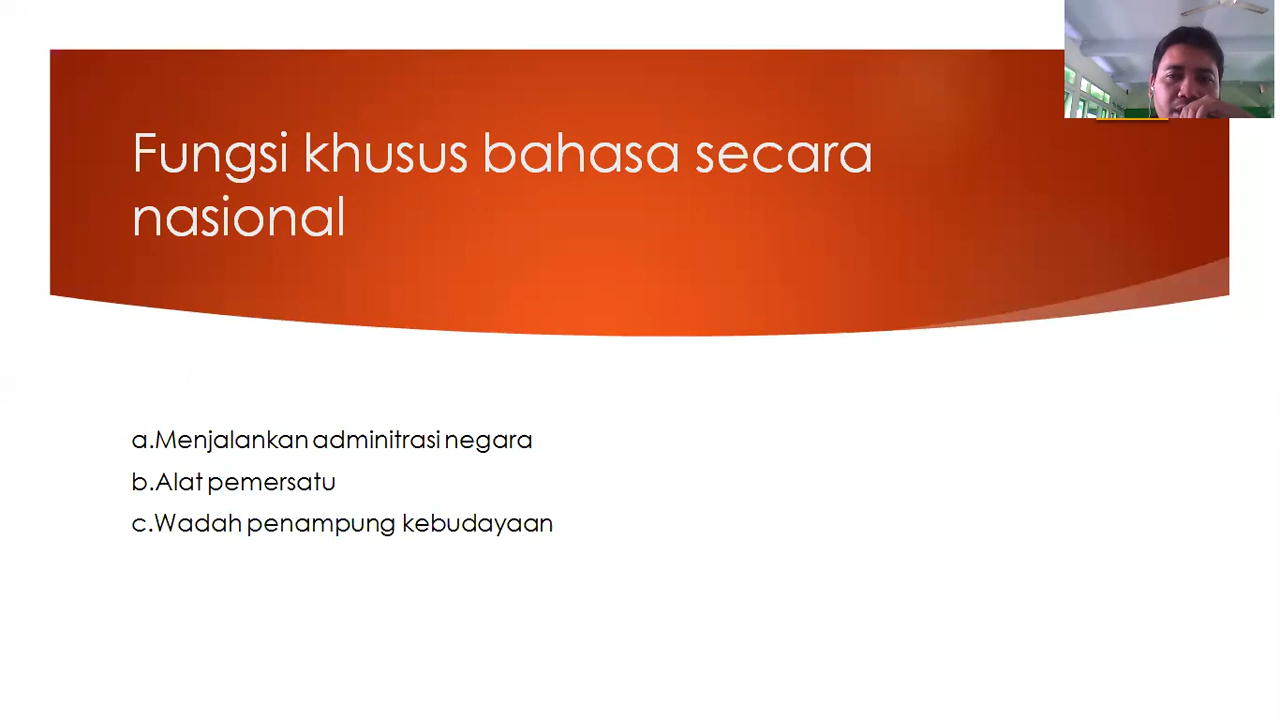 Fungsi khusus bahasa secara
nasional
a.Menjalankan adminitrasi negara
b.Alat pemersatu
c.Wadah penampung kebudayaan